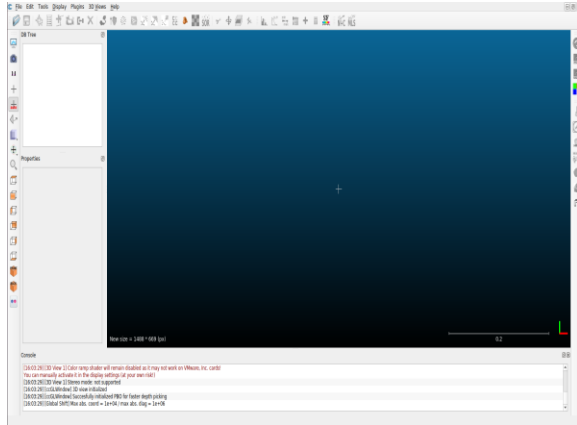 File Edit Tools Display Plugins 3D Views Help
DB Tree
Properties
New size = 1488 * 669 (px)
0.2
Console
[16:03:29] [3D View 1] Color ramp shader will remain disabled as it may not work on VMware, Inc. cards!
You can manually activate it in the display settings (at your own risk!)
[16:03:29] [3D View 1] Stereo mode: not supported
[16:03:29] [ccGLWindow] 3D view initialized
[16:03:29] [ccGLWindow] Successfully initialized PBO for faster depth picking
[16:03:29] [Global Shift] Max abs. coord = 1e+04 / max abs. diag = 1e+06